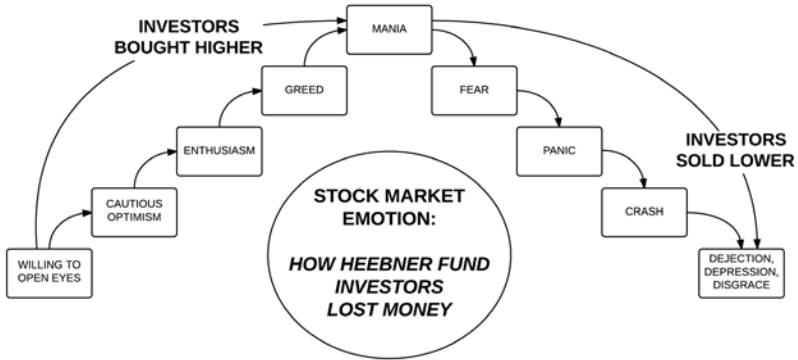 INVESTORS
BOUGHT HIGHER
MANIA
GREED
FEAR
ENTHUSIASM
PANIC
INVESTORS
SOLD LOWER
CAUTIOUS
OPTIMISM
CRASH
WILLING TO
OPEN EYES
DEJECTION,
DEPRESSION,
DISGRACE
STOCK MARKET
EMOTION:
HOW HEEBNER FUND
INVESTORS
LOST MONEY